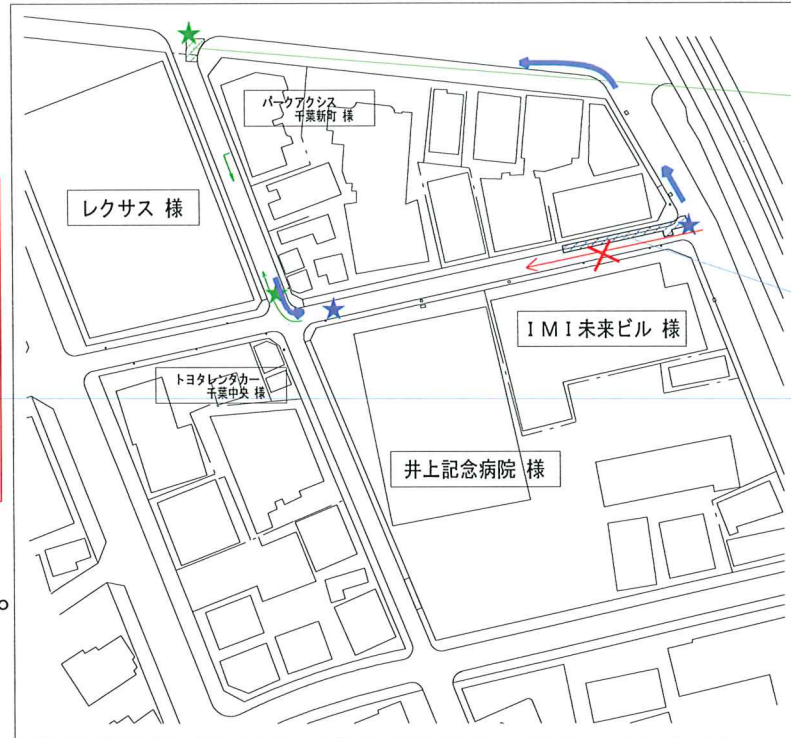 パークアクシス
千葉新町 様
レクサス 様
IMI未来ビル 様
トヨタレンタカー
千葉中央 様
井上記念病院 様
。